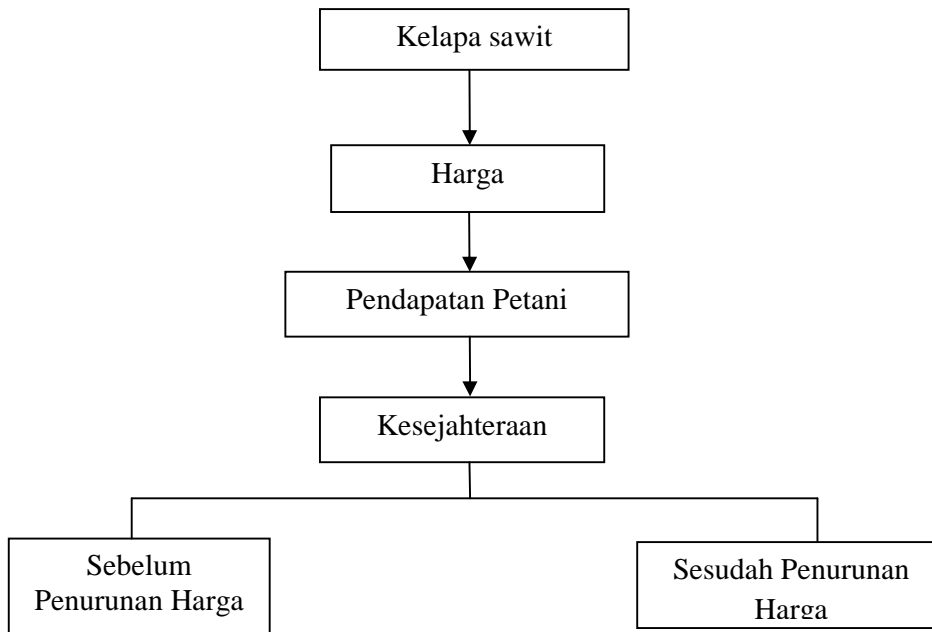 Kelapa sawit
Harga
Pendapatan Petani
Kesejahteraan
Sebelum
Penurunan Harga
Sesudah Penurunan
Harga